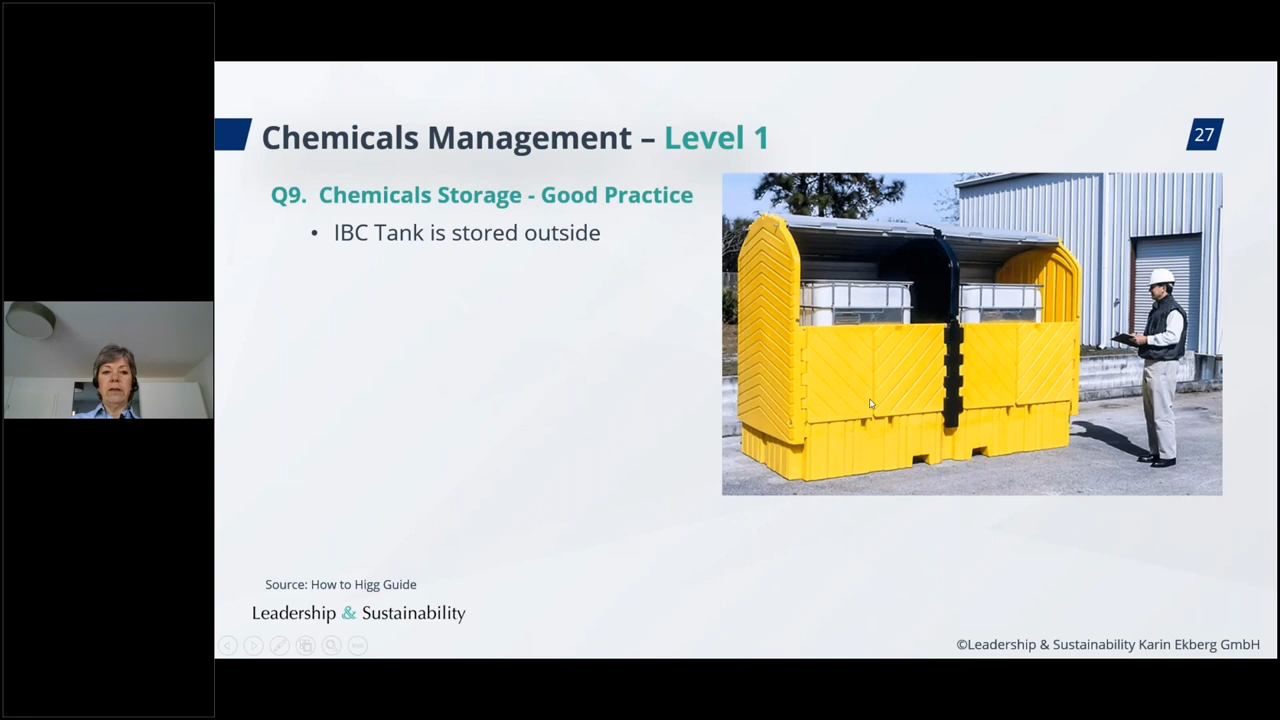 Chemicals Management – Level 1
27
Q9. Chemicals Storage - Good Practice
• IBC Tank is stored outside
Source: How to Higg Guide
Leadership & Sustainability
©Leadership & Sustainability Karin Ekberg GmbH